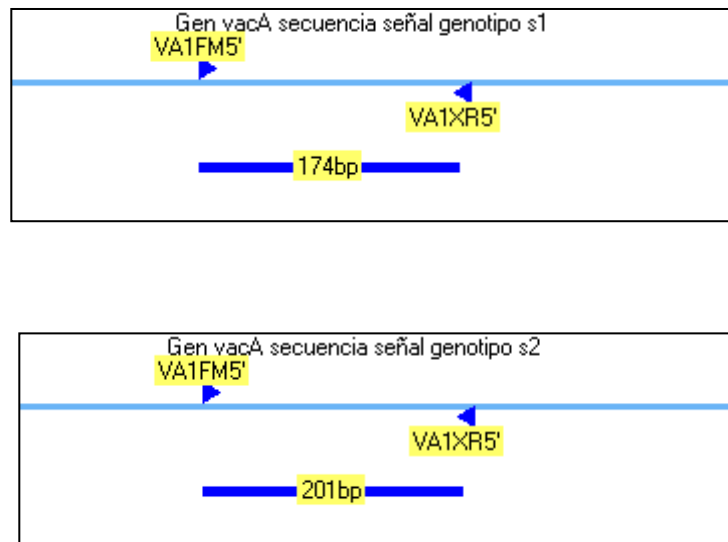 Gen vacA secuencia señal genotipo s1
VA1FM5'
VA1XR5'
174bp
Gen vacA secuencia señal genotipo s2
VA1FM5'
VA1XR5'
201bp